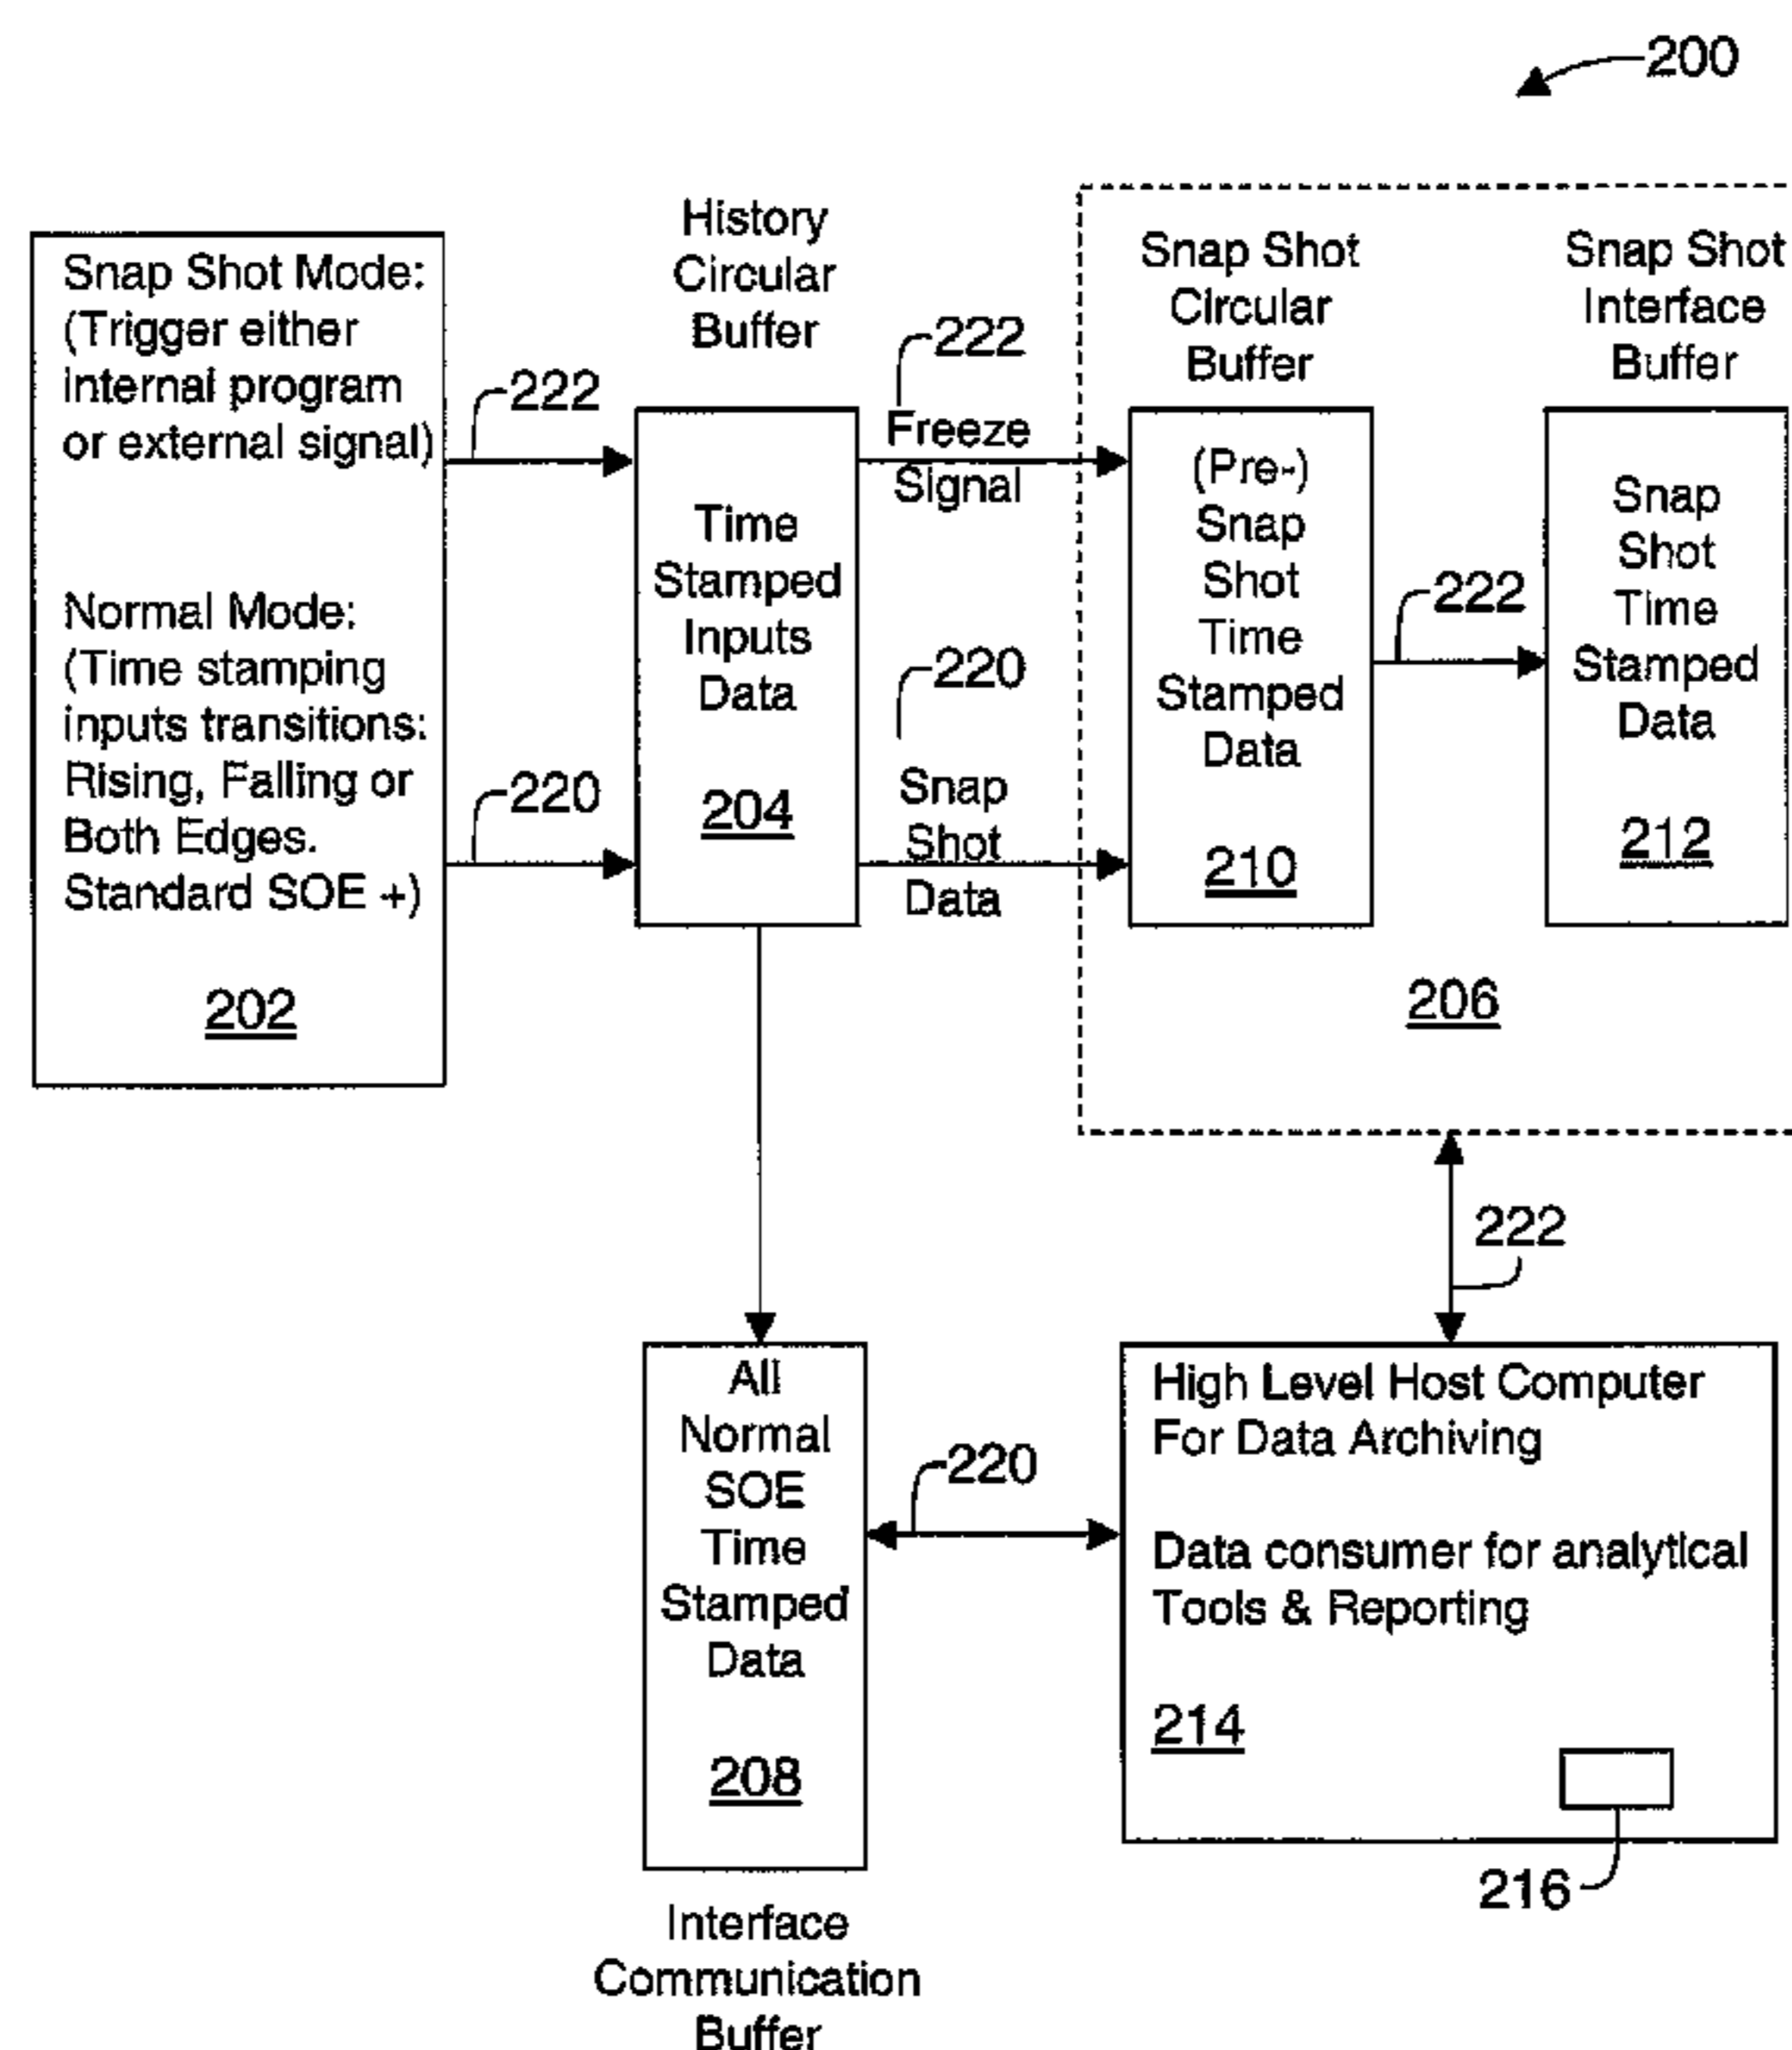 200
Snap Shot Mode:
(Trigger either
internal program
or external signal)
Normal Mode:
(Time stamping
inputs transitions:
Rising, Falling or
Both Edges.
Standard SOE +)
202
222
220
History
Circular
Buffer
Time
Stamped
Inputs
Data
204
222
Freeze
Signal
220
Snap
Shot
Data
Snap Shot
Circular
Buffer
(Pre-)
Snap
Shot
Time
Stamped
Data
210
222
Snap Shot
Interface
Buffer
Snap
Shot
Time
Stamped
Data
212
206
222
All
Normal
SOE
Time
Stamped
Data
208
Interface
Communication
Buffer
220
High Level Host Computer
For Data Archiving
Data consumer for analytical
Tools & Reporting
214
216